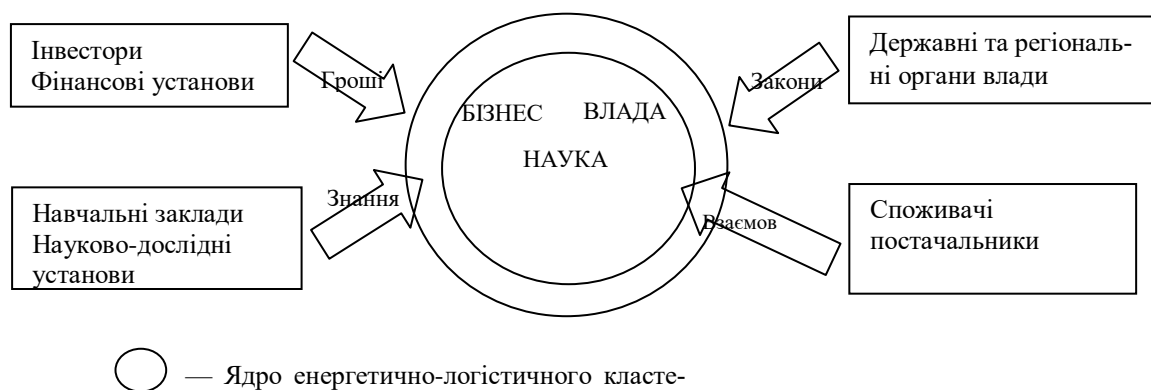 Інвестори
Фінансові установи
Гроші
Державні та регіональ-
ні органи влади
Закони
БІЗНЕС ВЛАДА
НАУКА
Навчальні заклади
Науково-дослідні
установи
Знання
Споживачі
постачальники
Взаємов
— Ядро енергетично-логістичного класте-